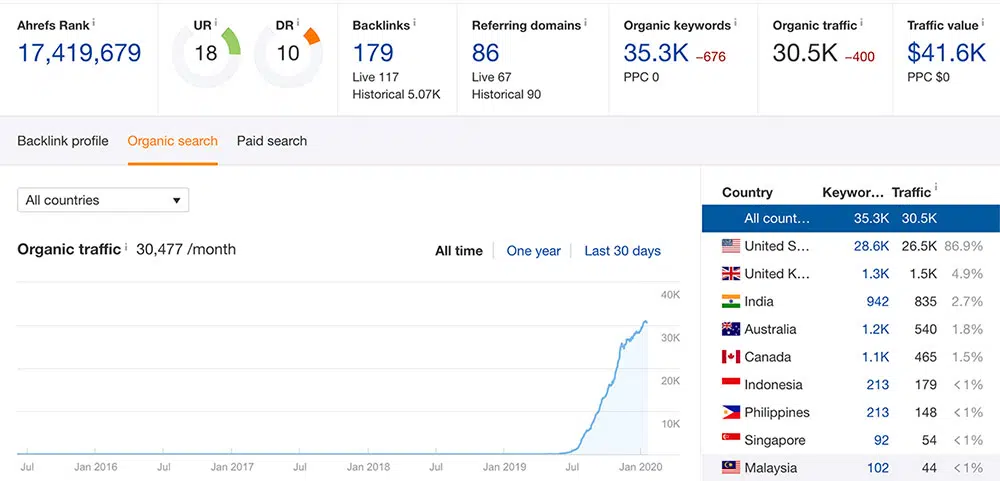 Ahrefs Rank i
17,419,679
UR i
18
DR i
10
Backlinks i
179
Live 117
Historical 5.07K
Referring domains i
86
Live 67
Historical 90
Organic keywords i
35.3K -676
PPC 0
Organic traffic i
30.5K -400
Traffic value i
$41.6K
PPC $0
Backlink profile Organic search Paid search
All countries
Organic traffic i 30,477 /month
All time One year Last 30 days
40K
30K
20K
10K
Jul Jan 2016 Jul Jan 2017 Jul Jan 2018 Jul Jan 2019 Jul Jan 2020
Country Keywor... Traffic i
All count... 35.3K 30.5K
United S... 28.6K 26.5K 86.9%
United K... 1.3K 1.5K 4.9%
India 942 835 2.7%
Australia 1.2K 540 1.8%
Canada 1.1K 465 1.5%
Indonesia 213 179 <1%
Philippines 213 148 <1%
Singapore 92 54 <1%
Malaysia 102 44 <1%